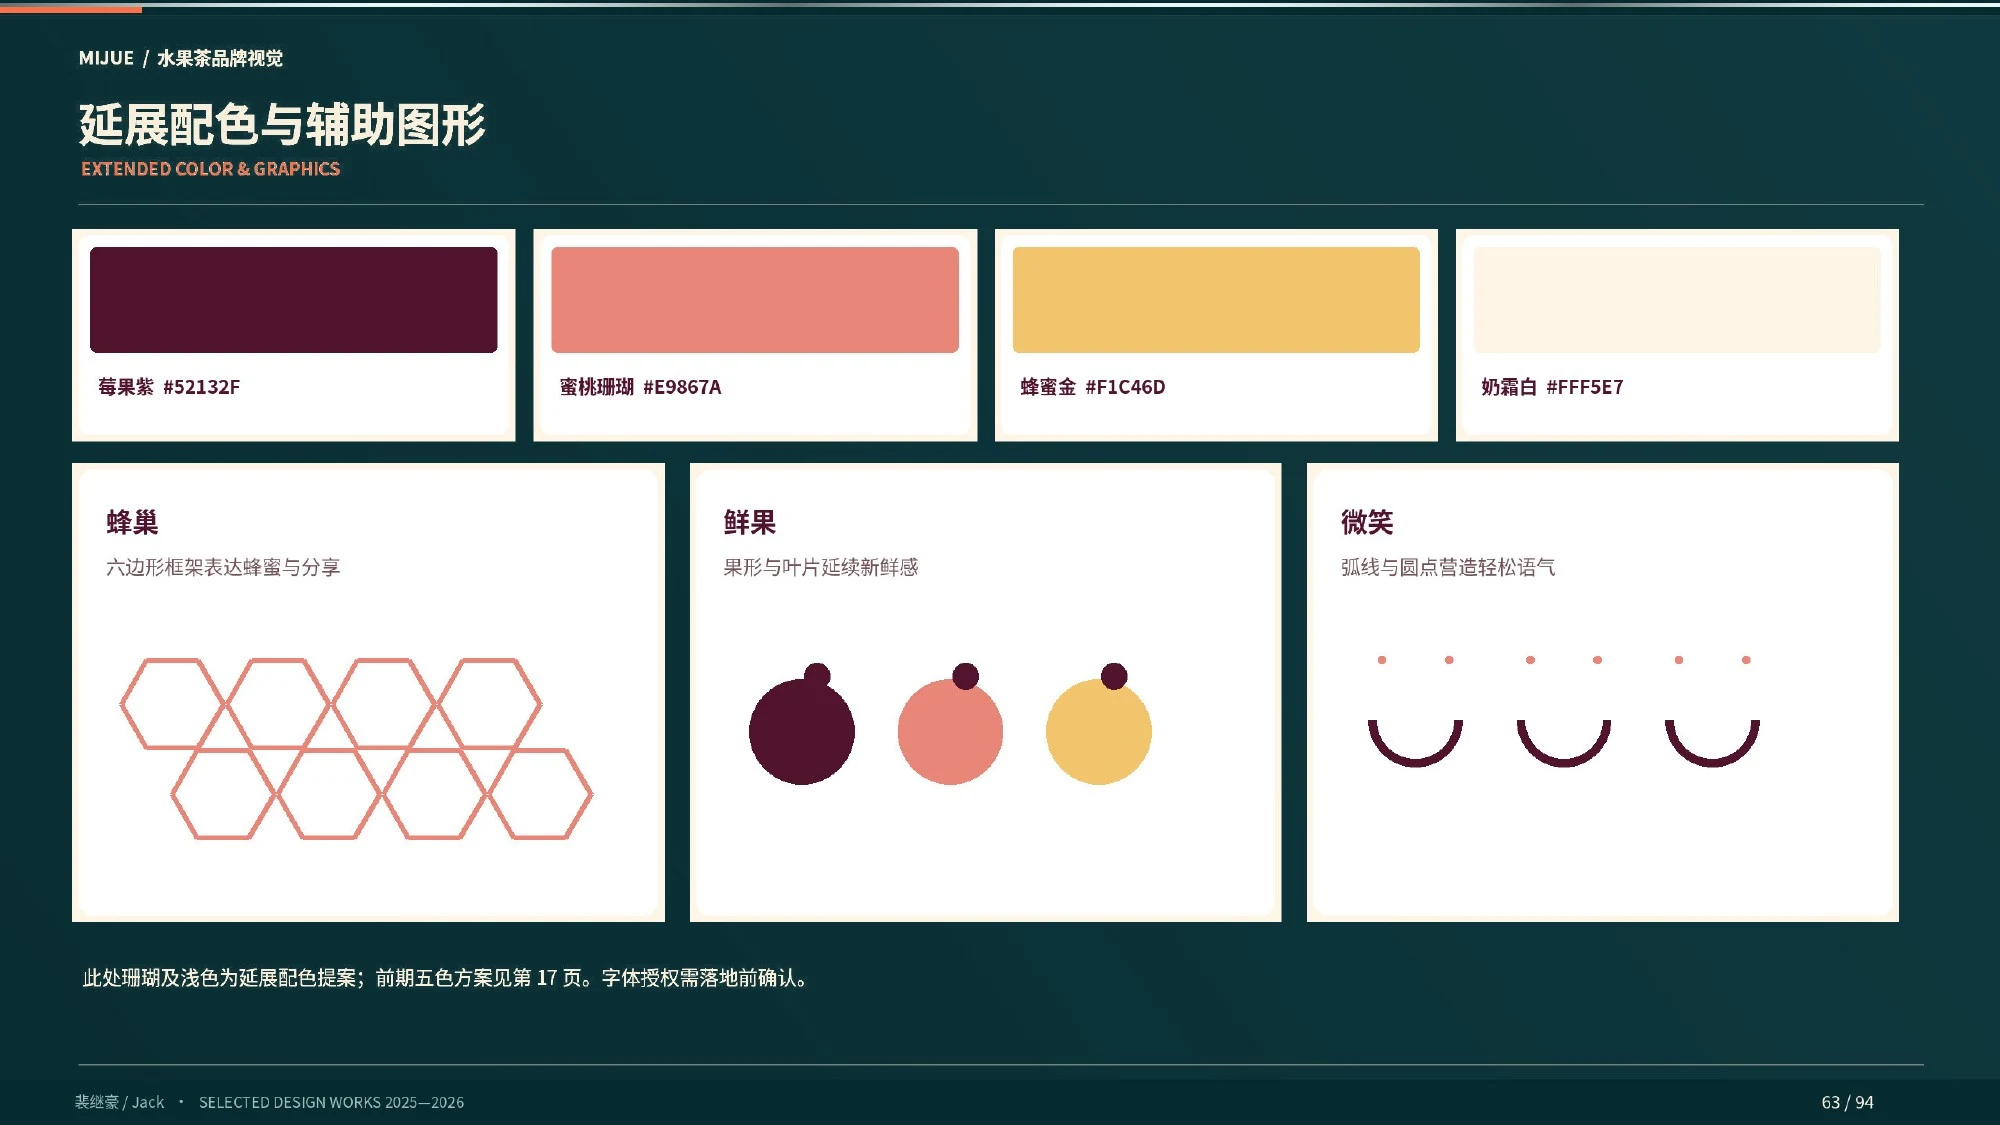 MIJUE / 水果茶品牌视觉
延展配色与辅助图形
EXTENDED COLOR & GRAPHICS
莓果紫 #52132F
蜜桃珊瑚 #E9867A
蜂蜜金 #F1C46D
奶霜白 #FFF5E7
蜂巢
六边形框架表达蜂蜜与分享
鲜果
果形与叶片延续新鲜感
微笑
弧线与圆点营造轻松语气
此处珊瑚及浅色为延展配色提案；前期五色方案见第 17 页。字体授权需落地前确认。
裴继豪 / Jack · SELECTED DESIGN WORKS 2025—2026
63 / 94